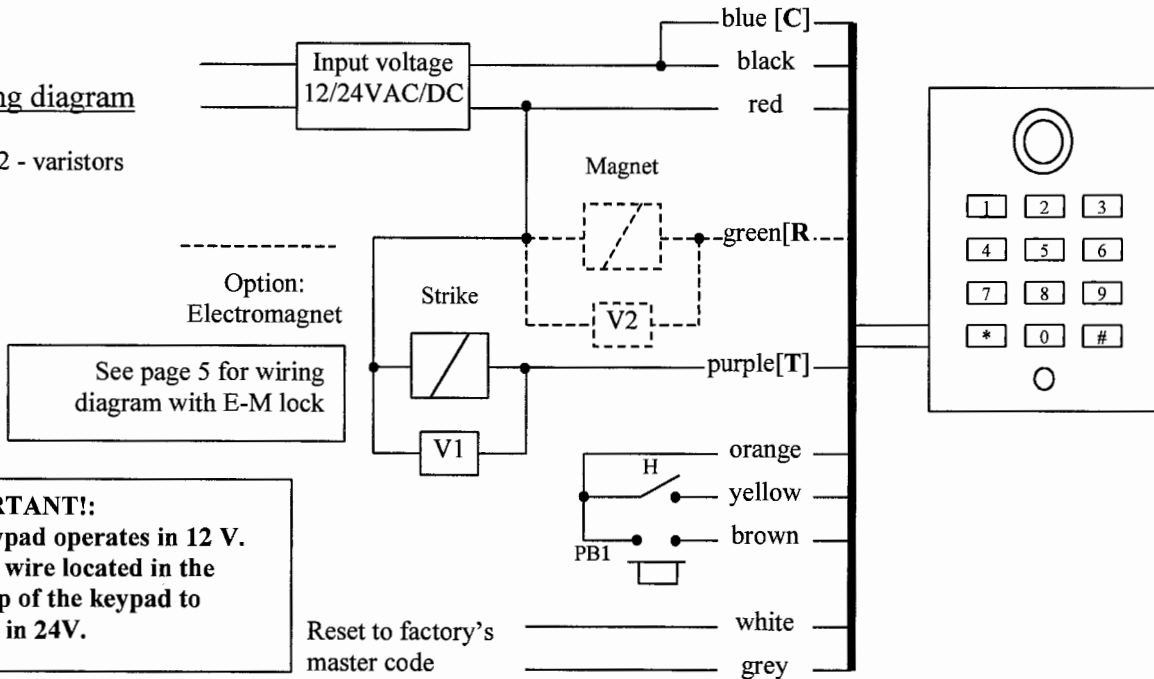 blue [C]
Input voltage
12/24VAC/DC
black
red
ng diagram
2 - varistors
Magnet
green[R
Option:
Electromagnet
Strike
V2
purple[T]
See page 5 for wiring
diagram with E-M lock
V1
orange
H
yellow
brown
PB1
RTANT!:
ypad operates in 12 V.
wire located in the
p of the keypad to
in 24V.
Reset to factory's
master code
white
grey
1 2 3
4 5 6
7 8 9
* 0 #